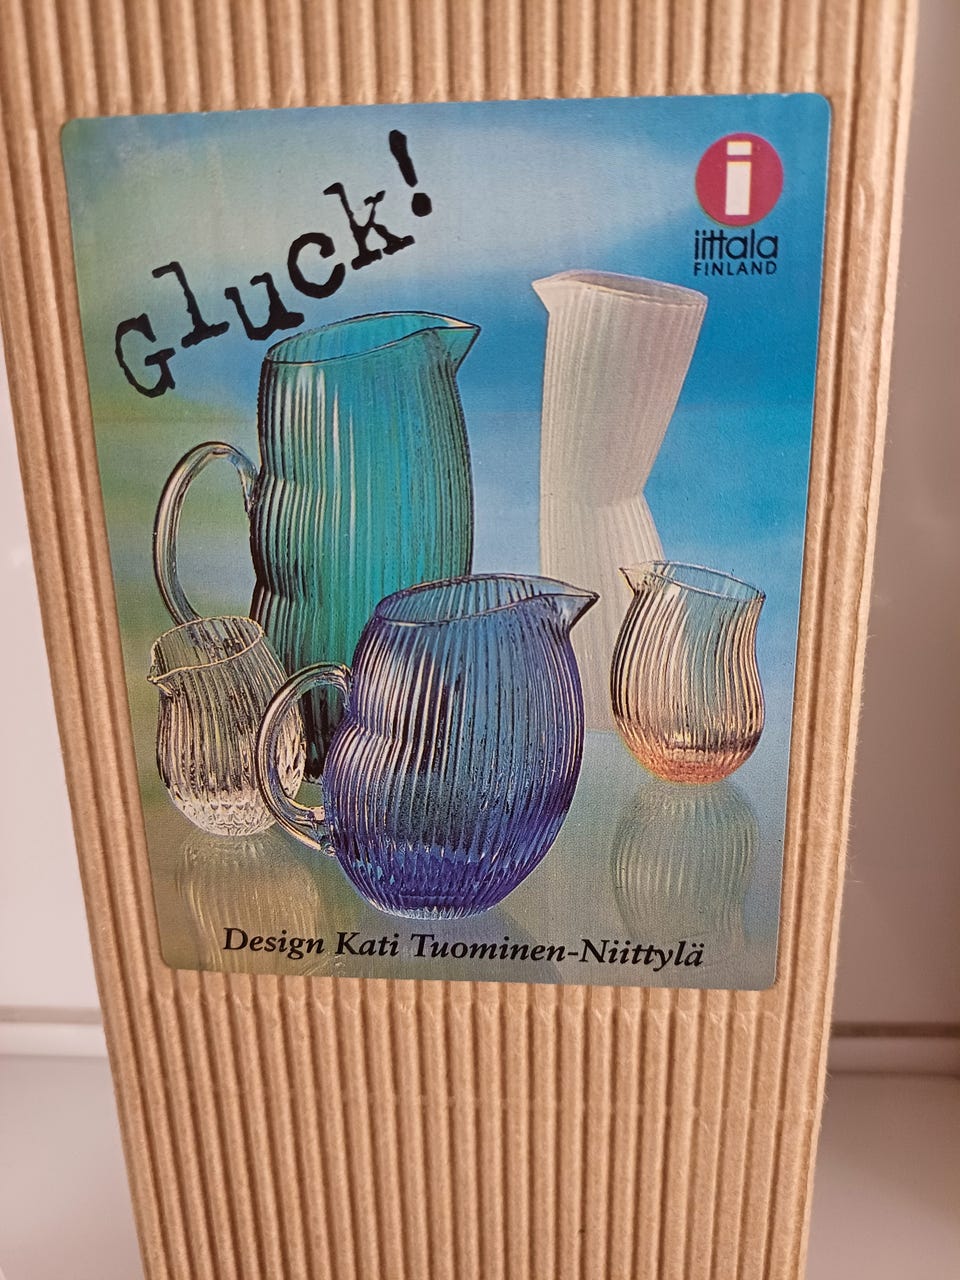 Gluck!
i
iittala
FINLAND
Design Kati Tuominen-Niittylä